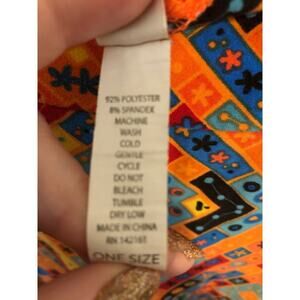 92% POLYESTER
8% SPANDEX
MACHINE
WASH
COLD
GENTLE
CYCLE
DO NOT
BLEACH
TUMBLE
DRY LOW
MADE IN CHINA
RN 142161
ONE SIZE